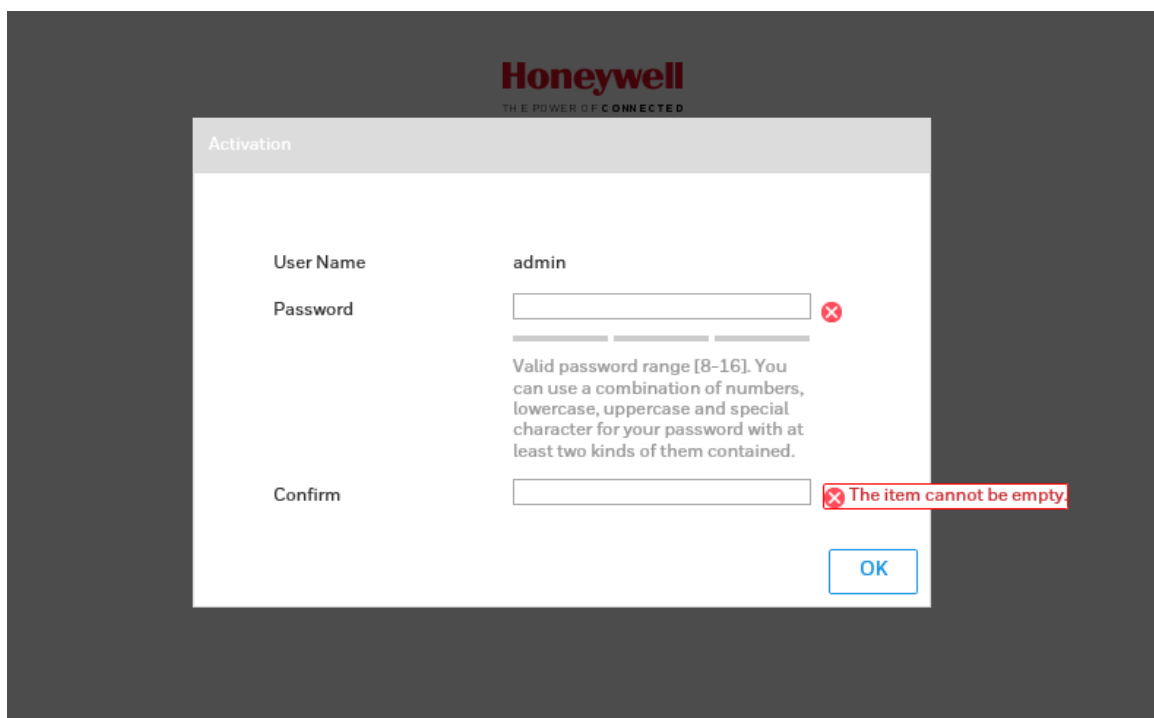 Honeywell
THE POWER OF CONNECTED
Activation
User Name admin
Password
Valid password range [8-16]. You
can use a combination of numbers,
lowercase, uppercase and special
character for your password with at
least two kinds of them contained.
Confirm The item cannot be empty.
OK